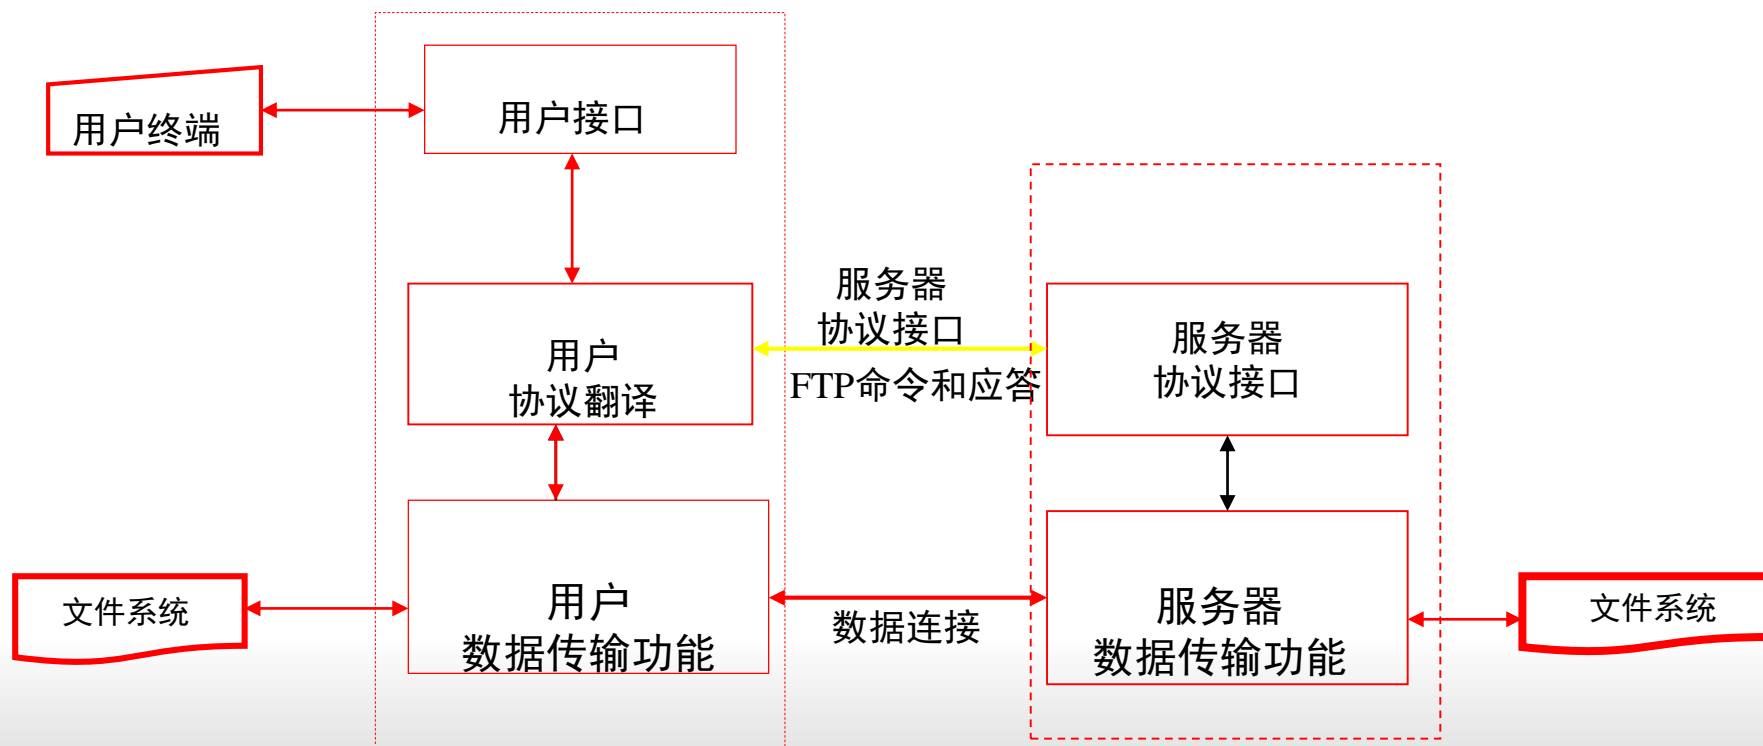 用户终端
用户接口
服务器
协议接口
FTP命令和应答
用户
协议翻译
服务器
协议接口
文件系统
用户
数据传输功能
数据连接
服务器
数据传输功能
文件系统